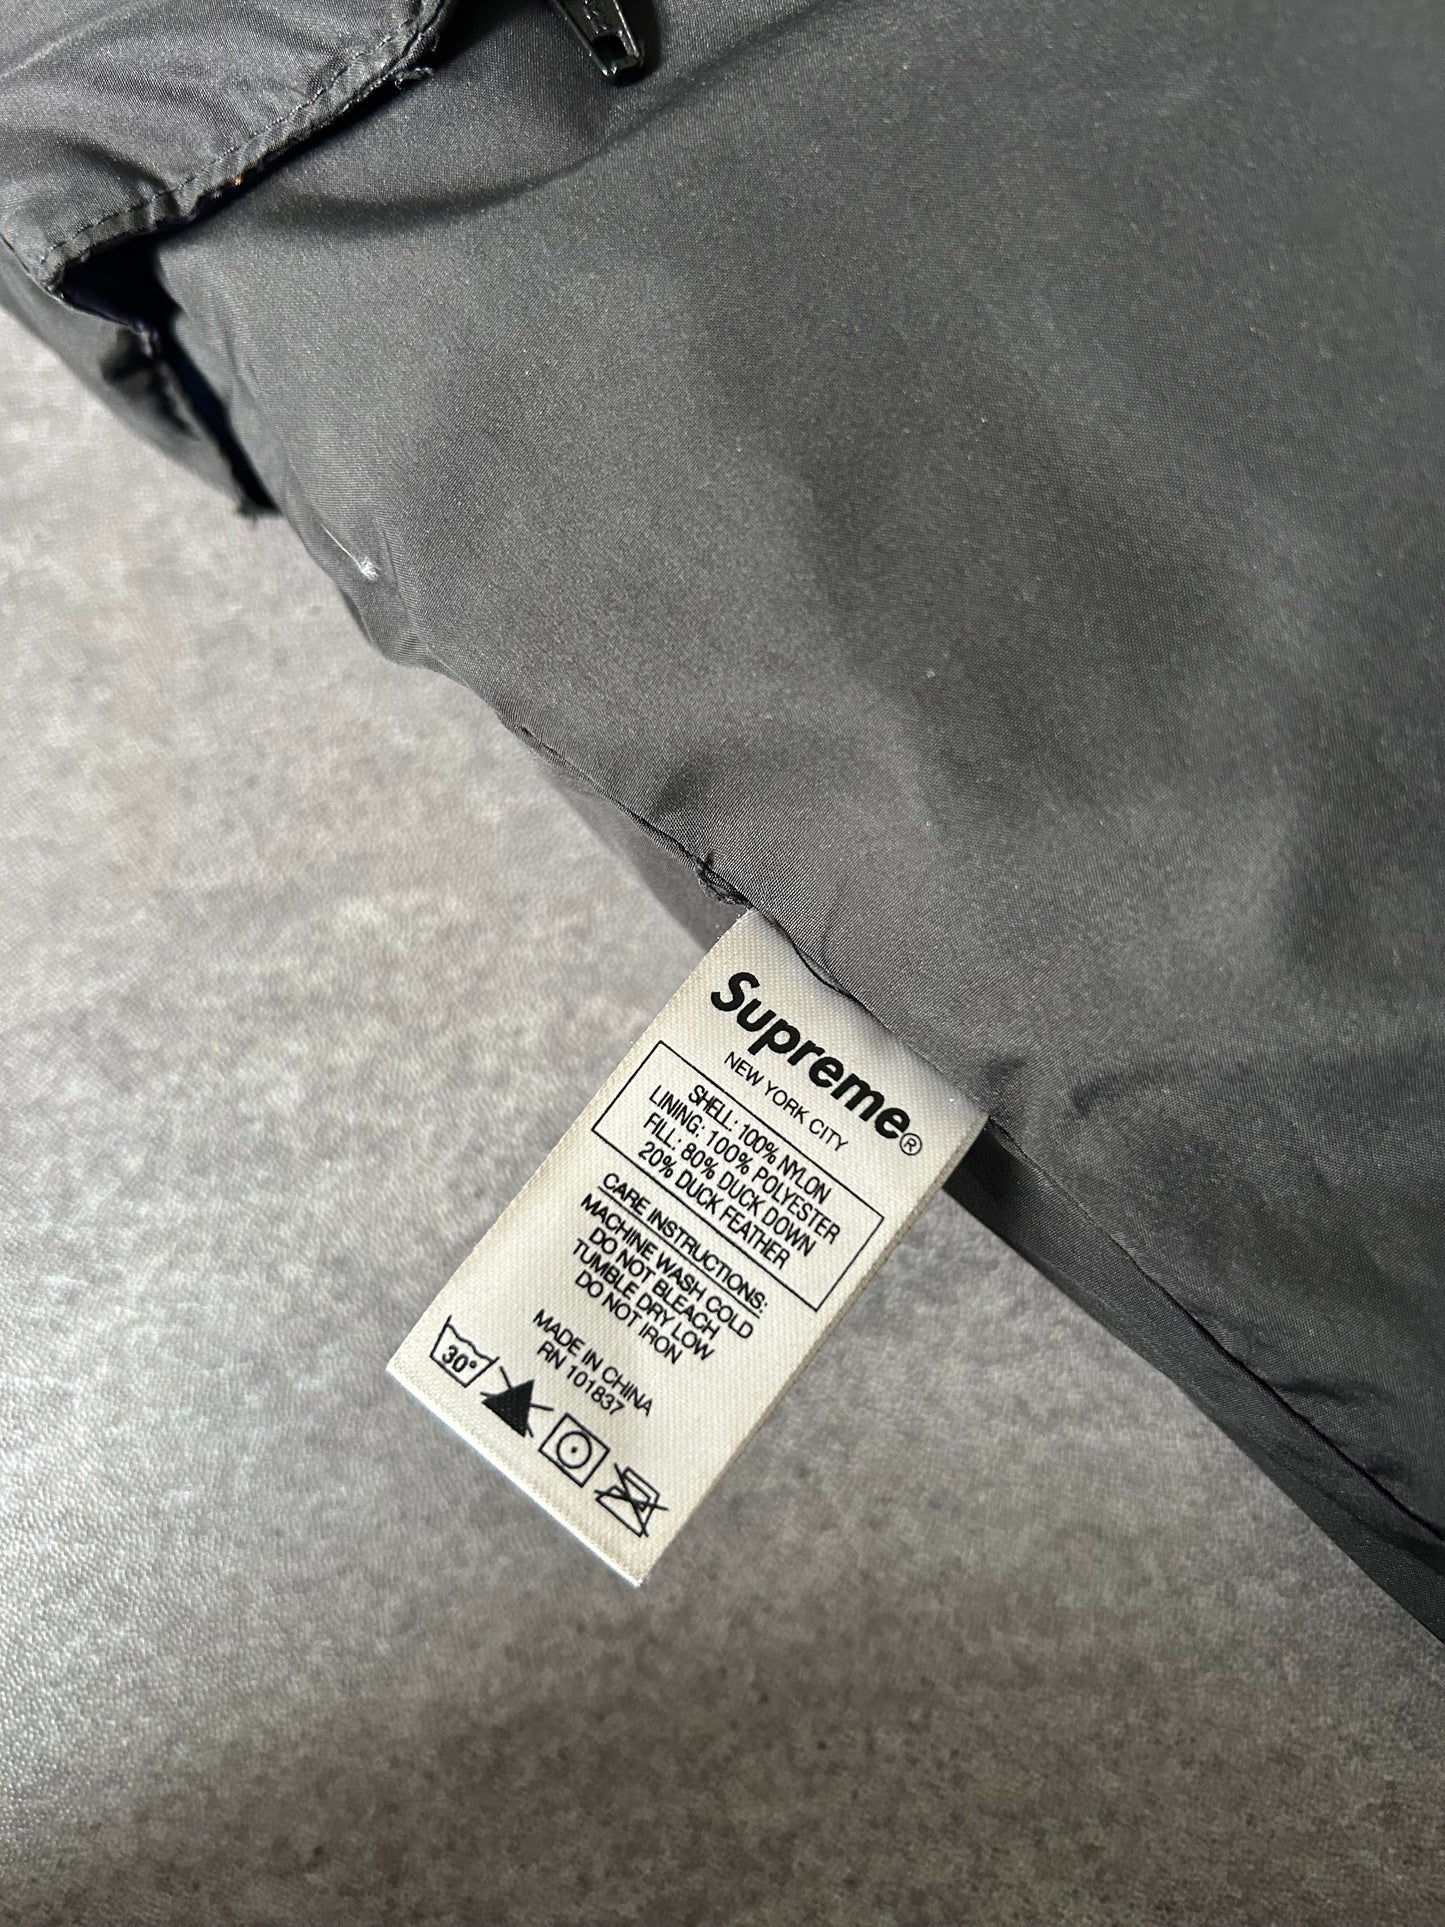 Supreme®
NEW YORK CITY
SHELL: 100% NYLON
LINING: 100% POLYESTER
FILL: 80% DUCK DOWN
20% DUCK FEATHER
CARE INSTRUCTIONS:
MACHINE WASH COLD
DO NOT BLEACH
TUMBLE DRY LOW
DO NOT IRON
MADE IN CHINA
RN 101837
30°